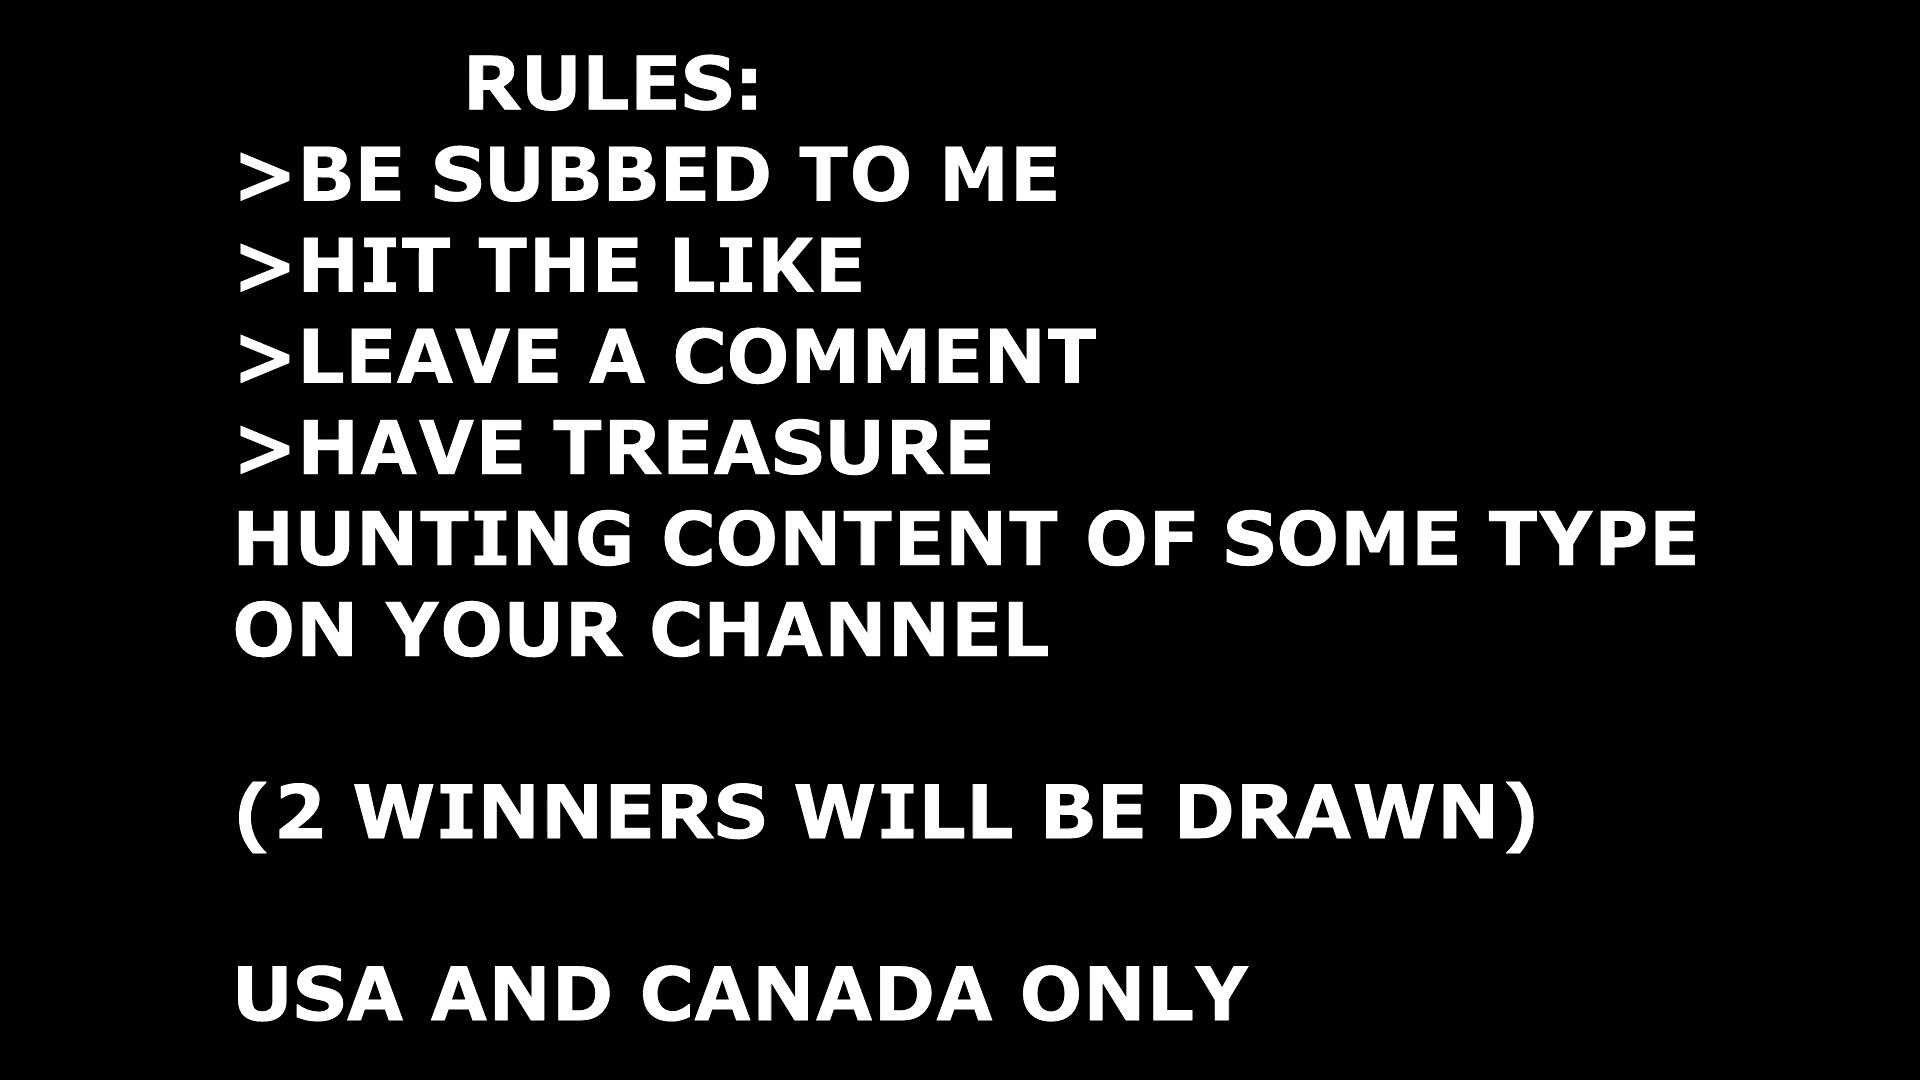 RULES:
>BE SUBBED TO ME
>HIT THE LIKE
>LEAVE A COMMENT
>HAVE TREASURE
HUNTING CONTENT OF SOME TYPE
ON YOUR CHANNEL
(2 WINNERS WILL BE DRAWN)
USA AND CANADA ONLY